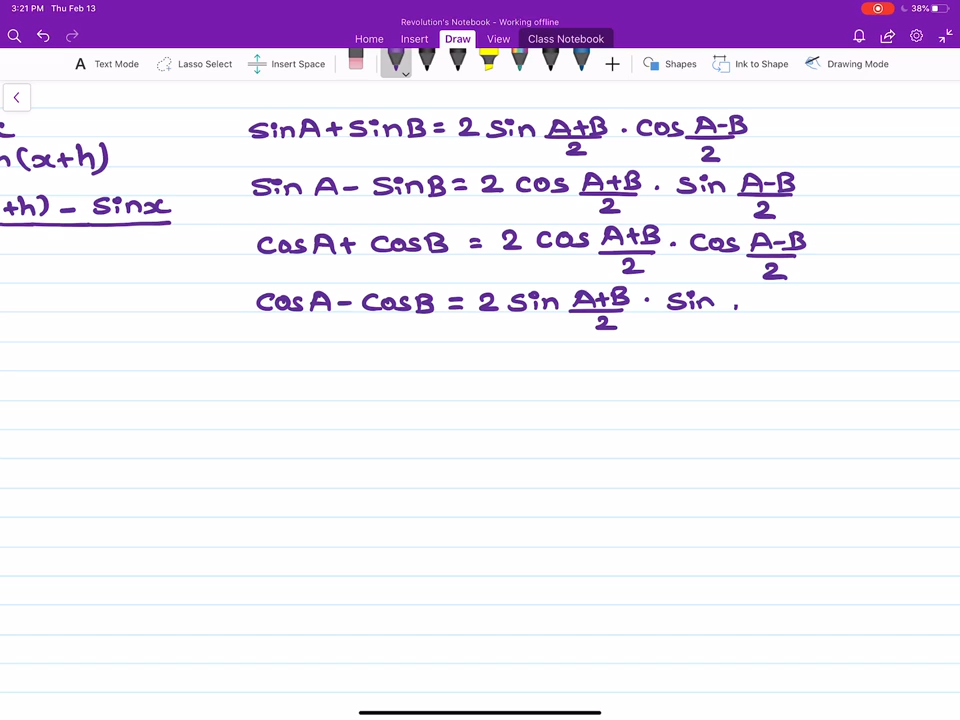 3:21 PM Thu Feb 13 38%
Revolution's Notebook - Working offline
Home Insert Draw View Class Notebook
A Text Mode Lasso Select Insert Space Shapes Ink to Shape Drawing Mode
sinA+sinB = 2 sin (A+B)/2 . cos (A-B)/2
(x+h)
sin A - sinB = 2 cos (A+B)/2 . sin (A-B)/2
+h) - sinx
cosA+ cosB = 2 cos (A+B)/2 . cos (A-B)/2
cosA - cosB = 2 sin (A+B)/2 . sin